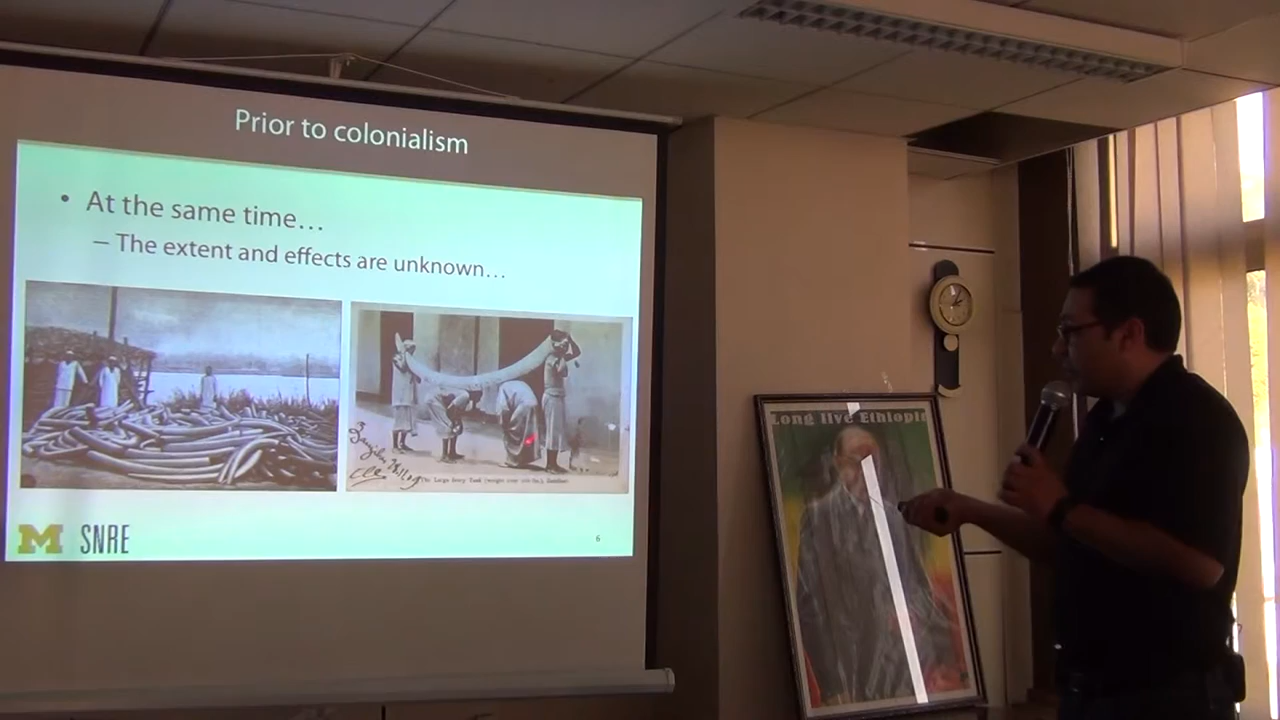 Prior to colonialism
• At the same time…
– The extent and effects are unknown…
M SNRE
6
Long live Ethiopia